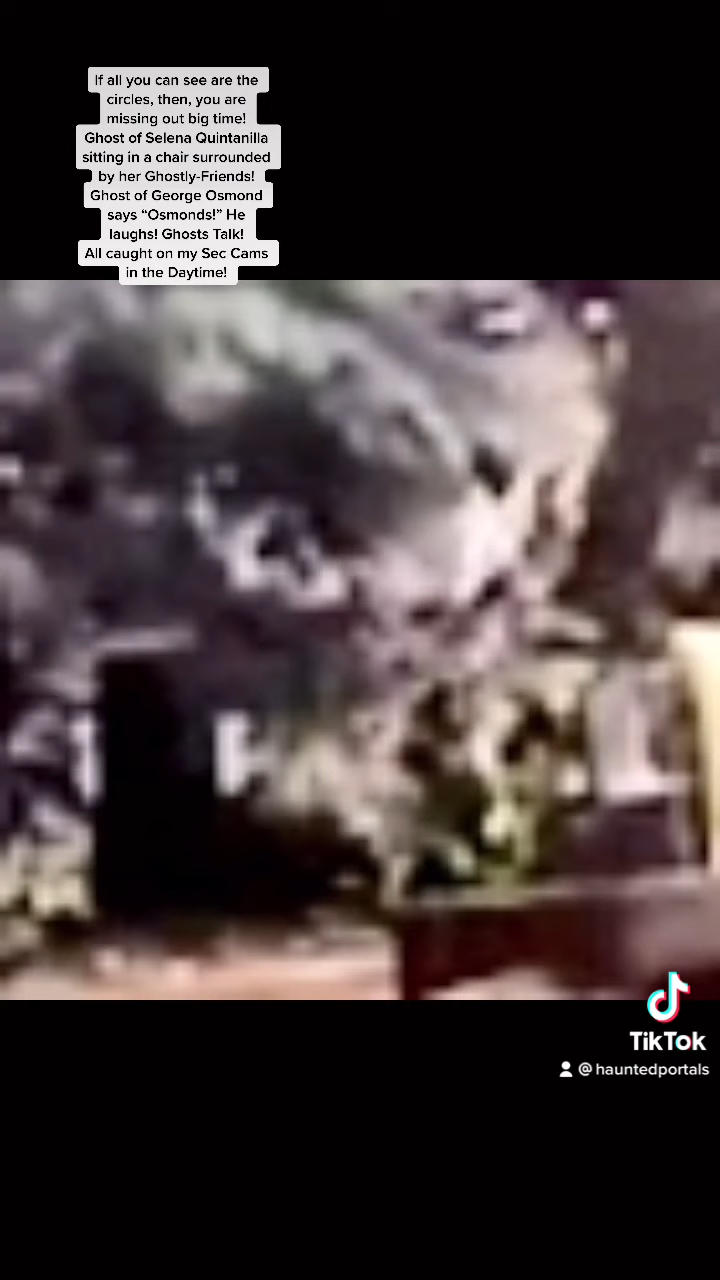 If all you can see are the
circles, then, you are
missing out big time!
Ghost of Selena Quintanilla
sitting in a chair surrounded
by her Ghostly-Friends!
Ghost of George Osmond
says “Osmonds!” He
laughs! Ghosts Talk!
All caught on my Sec Cams
in the Daytime!
TikTok
@hauntedportals